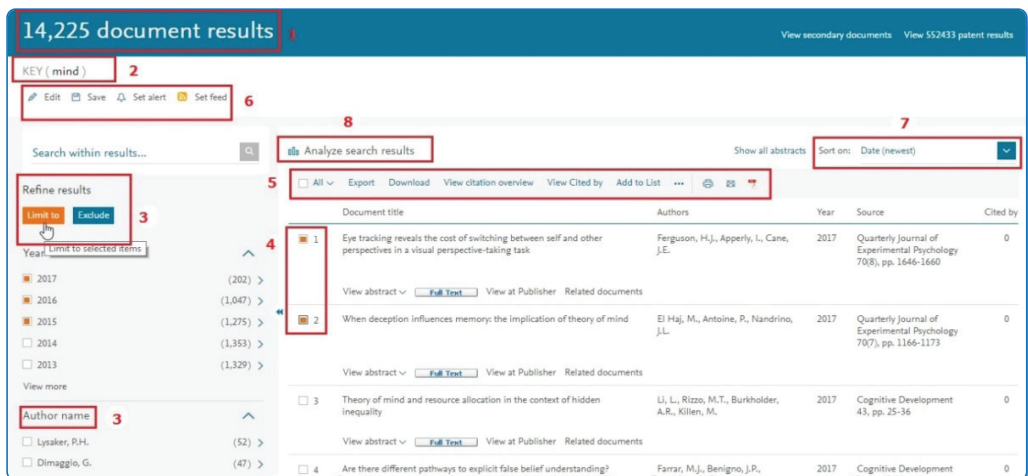 14,225 document results 1
View secondary documents View 552433 patent results
KEY ( mind ) 2
Edit Save Set alert Set feed 6
8
7
Search within results...
Analyze search results
Show all abstracts Sort on: Date (newest)
Refine results
5 All Export Download View citation overview View Cited by Add to List ...
Limit to Exclude 3
Limit to selected items
Document title Authors Year Source Cited by
4
1 Eye tracking reveals the cost of switching between self and other Ferguson, H.J., Apperly, I., Cane, 2017 Quarterly Journal of 0
perspectives in a visual perspective-taking task J.E. Experimental Psychology
70(8), pp. 1646-1660
View abstract Full Text View at Publisher Related documents
Year
2017 (202)
2016 (1,047)
2015 (1,275)
2014 (1,353)
2013 (1,329)
View more
2 When deception influences memory: the implication of theory of mind El Haj, M., Antoine, P., Nandrino, 2017 Quarterly Journal of 0
J.L. Experimental Psychology
70(7), pp. 1166-1173
View abstract Full Text View at Publisher Related documents
Author name 3
Lysaker, P.H. (52)
Dimaggio, G. (47)
3 Theory of mind and resource allocation in the context of hidden Li, L., Rizzo, M.T., Burkholder, 2017 Cognitive Development 0
inequality A.R., Killen, M. 43, pp. 25-36
View abstract Full Text View at Publisher Related documents
4 Are there different pathways to explicit false belief understanding? Farrar, M.J., Benigno, J.P., 2017 Cognitive Development 0